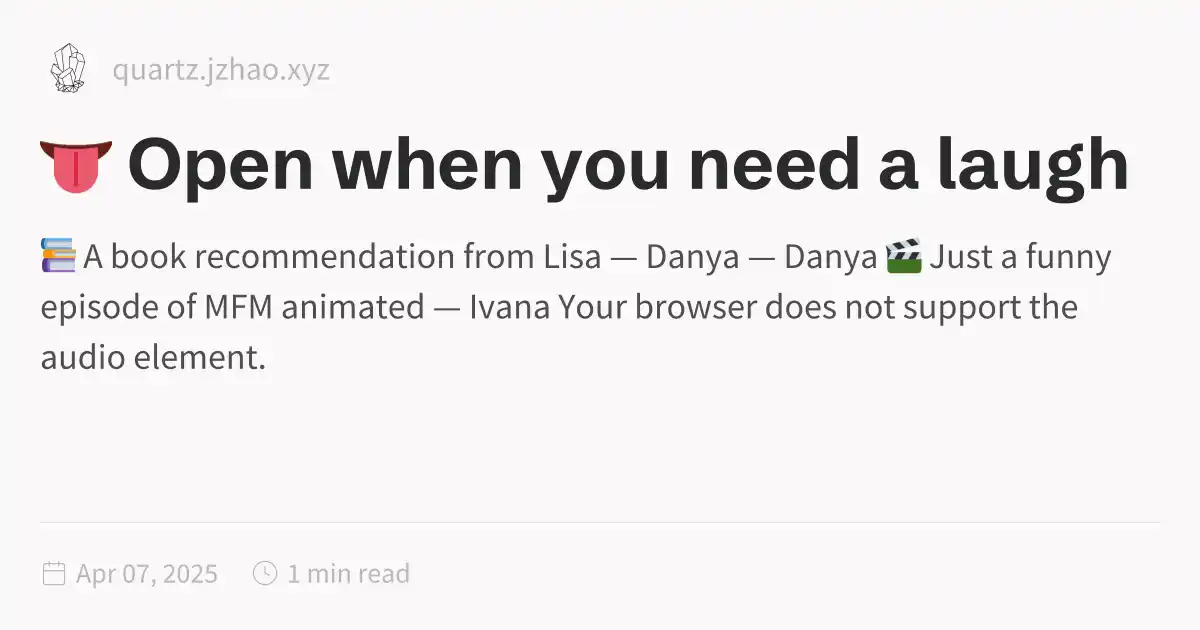 quartz.jzhao.xyz
👅 Open when you need a laugh
📚 A book recommendation from Lisa — Danya — Danya 🎬 Just a funny
episode of MFM animated — Ivana Your browser does not support the
audio element.
Apr 07, 2025 1 min read